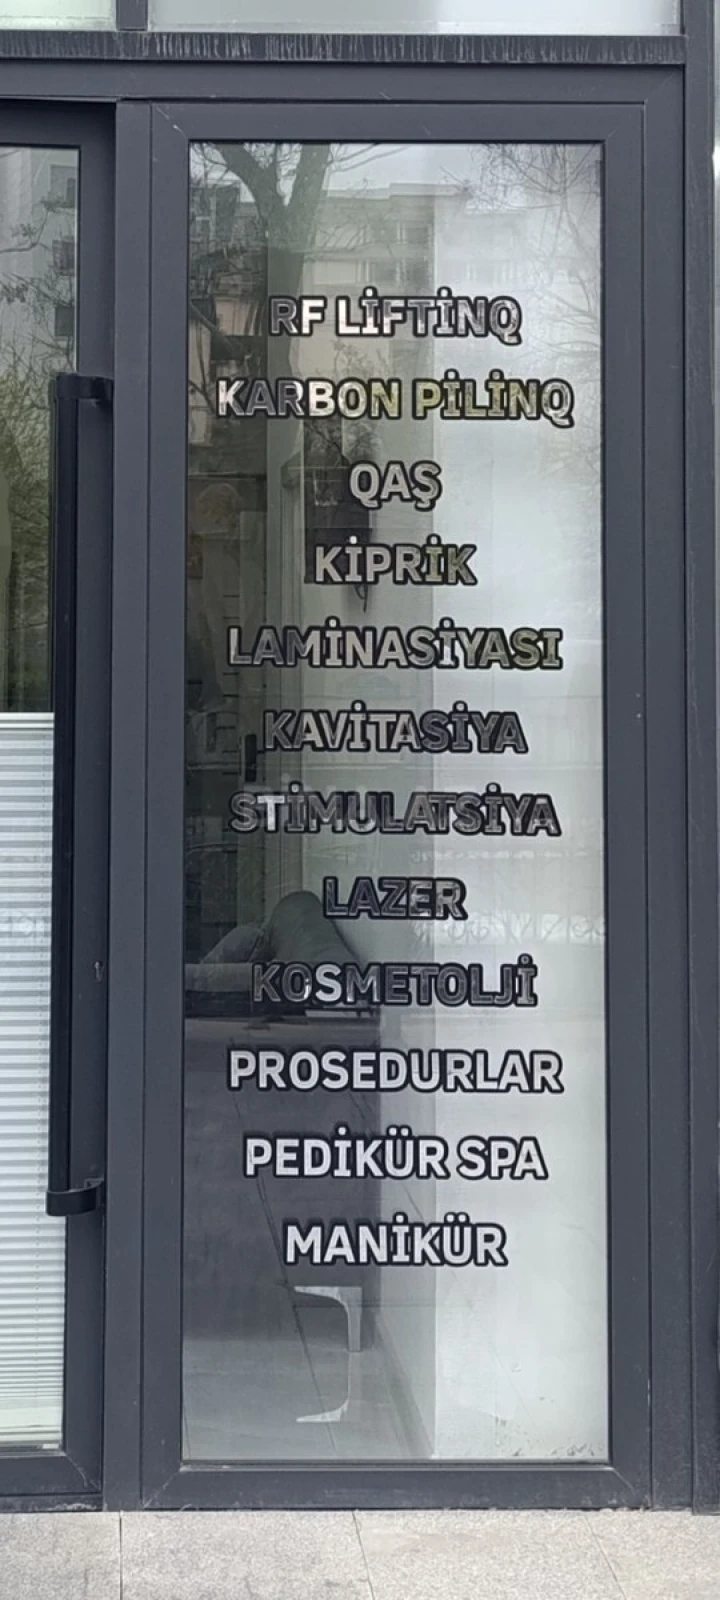 RF LİFTİNQ
KARBON PİLİNQ
QAŞ
KİPRİK
LAMİNASİYASI
KAVİTASİYA
STİMULATSİYA
LAZER
KOSMETOLJİ
PROSEDURLAR
PEDİKÜR SPA
MANİKÜR